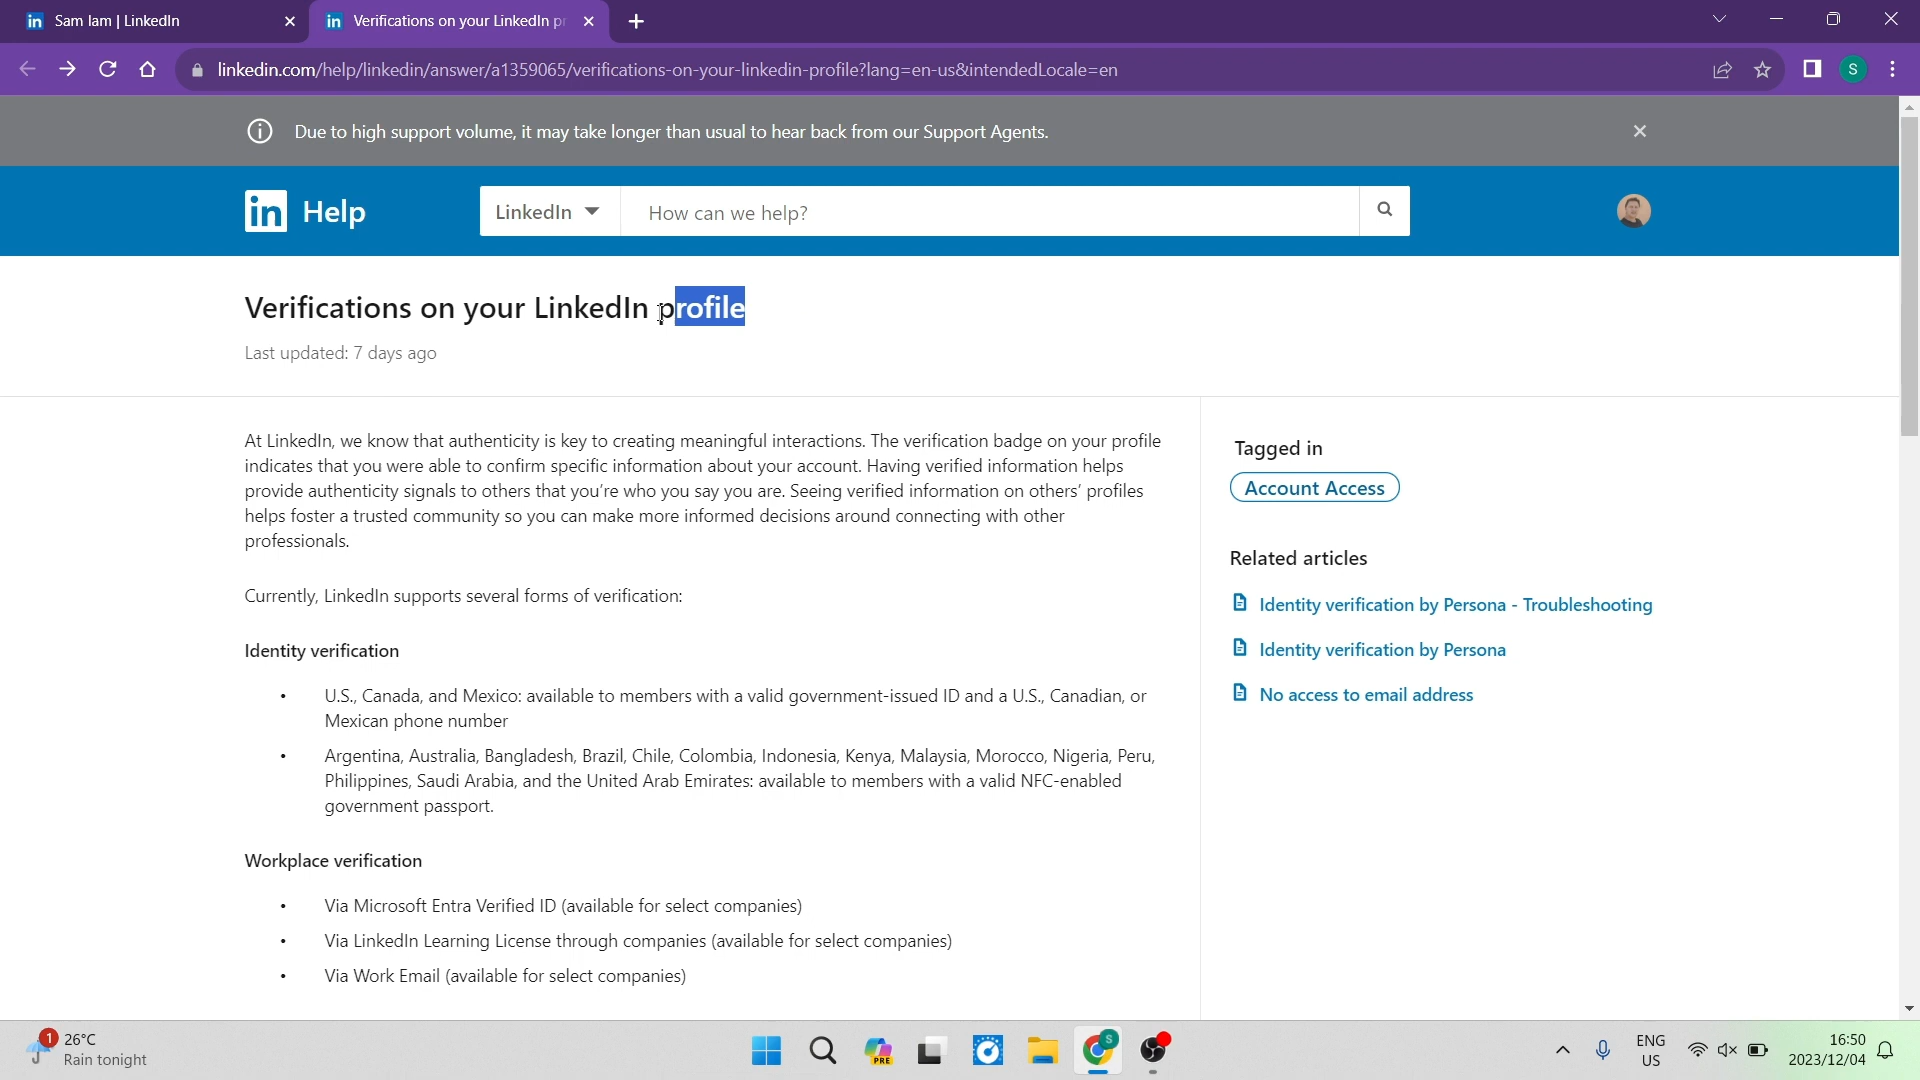 in Sam Iam | LinkedIn
in Verifications on your LinkedIn pr
linkedin.com/help/linkedin/answer/a1359065/verifications-on-your-linkedin-profile?lang=en-us&intendedLocale=en
S
Due to high support volume, it may take longer than usual to hear back from our Support Agents.
in Help
LinkedIn
How can we help?
Verifications on your LinkedIn profile
Last updated: 7 days ago
At LinkedIn, we know that authenticity is key to creating meaningful interactions. The verification badge on your profile
indicates that you were able to confirm specific information about your account. Having verified information helps
provide authenticity signals to others that you're who you say you are. Seeing verified information on others' profiles
helps foster a trusted community so you can make more informed decisions around connecting with other
professionals.
Currently, LinkedIn supports several forms of verification:
Identity verification
• U.S., Canada, and Mexico: available to members with a valid government-issued ID and a U.S., Canadian, or
Mexican phone number
• Argentina, Australia, Bangladesh, Brazil, Chile, Colombia, Indonesia, Kenya, Malaysia, Morocco, Nigeria, Peru,
Philippines, Saudi Arabia, and the United Arab Emirates: available to members with a valid NFC-enabled
government passport.
Workplace verification
• Via Microsoft Entra Verified ID (available for select companies)
• Via LinkedIn Learning License through companies (available for select companies)
• Via Work Email (available for select companies)
Tagged in
Account Access
Related articles
Identity verification by Persona - Troubleshooting
Identity verification by Persona
No access to email address
1
26°C
Rain tonight
PRE
S
ENG
US
16:50
2023/12/04